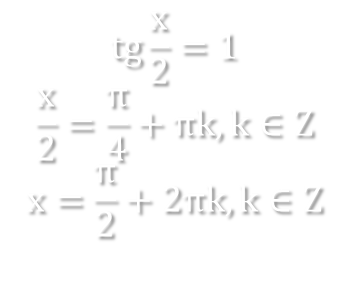 tg x/2 = 1
x/2 = π/4 + πk, k ∈ Z
x = π/2 + 2πk, k ∈ Z